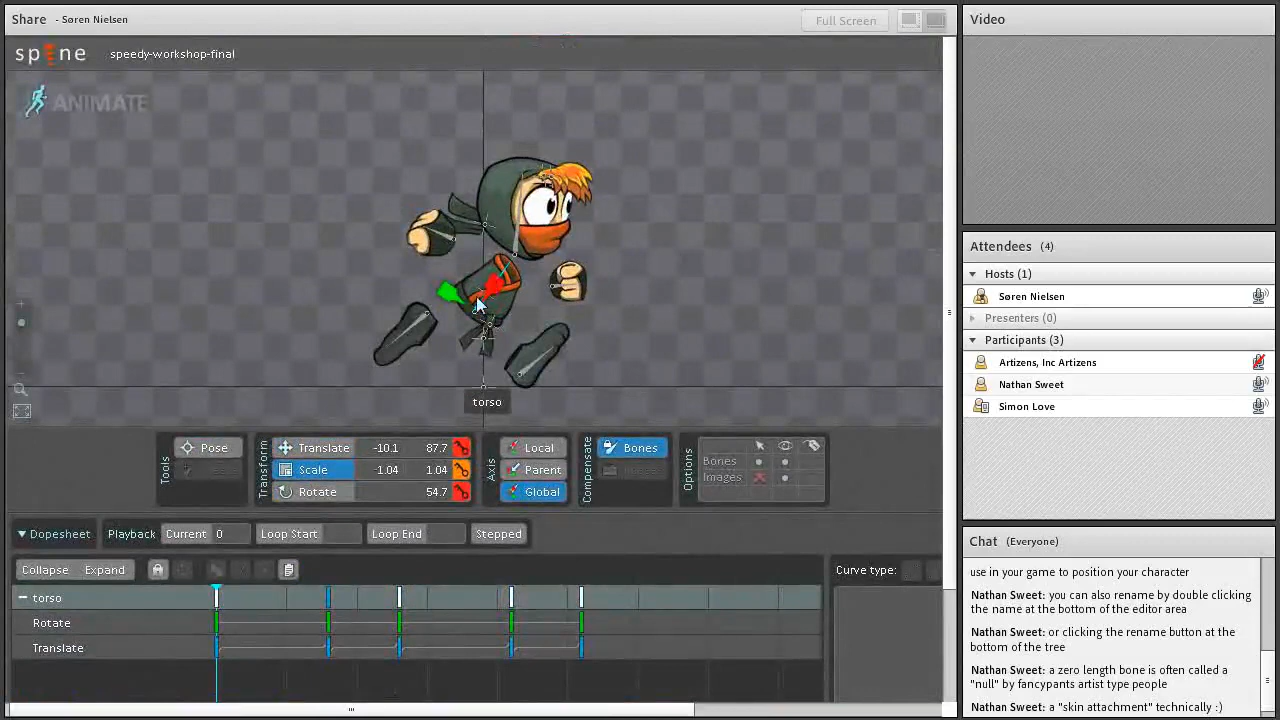 Share - Søren Nielsen
Full Screen
spine
speedy-workshop-final
ANIMATE
torso
Tools
Pose
Transform
Translate -10.1 87.7
Scale -1.04 1.04
Rotate 54.7
Axis
Local
Parent
Global
Compensate
Bones
Options
Bones
Images
Dopesheet
Playback
Current 0
Loop Start
Loop End
Stepped
Collapse
Expand
Curve type:
torso
Rotate
Translate
Video
Attendees (4)
Hosts (1)
Søren Nielsen
Presenters (0)
Participants (3)
Artizens, Inc Artizens
Nathan Sweet
Simon Love
Chat (Everyone)
use in your game to position your character
Nathan Sweet: you can also rename by double clicking
the name at the bottom of the editor area
Nathan Sweet: or clicking the rename button at the
bottom of the tree
Nathan Sweet: a zero length bone is often called a
"null" by fancypants artist type people
Nathan Sweet: a "skin attachment" technically :)